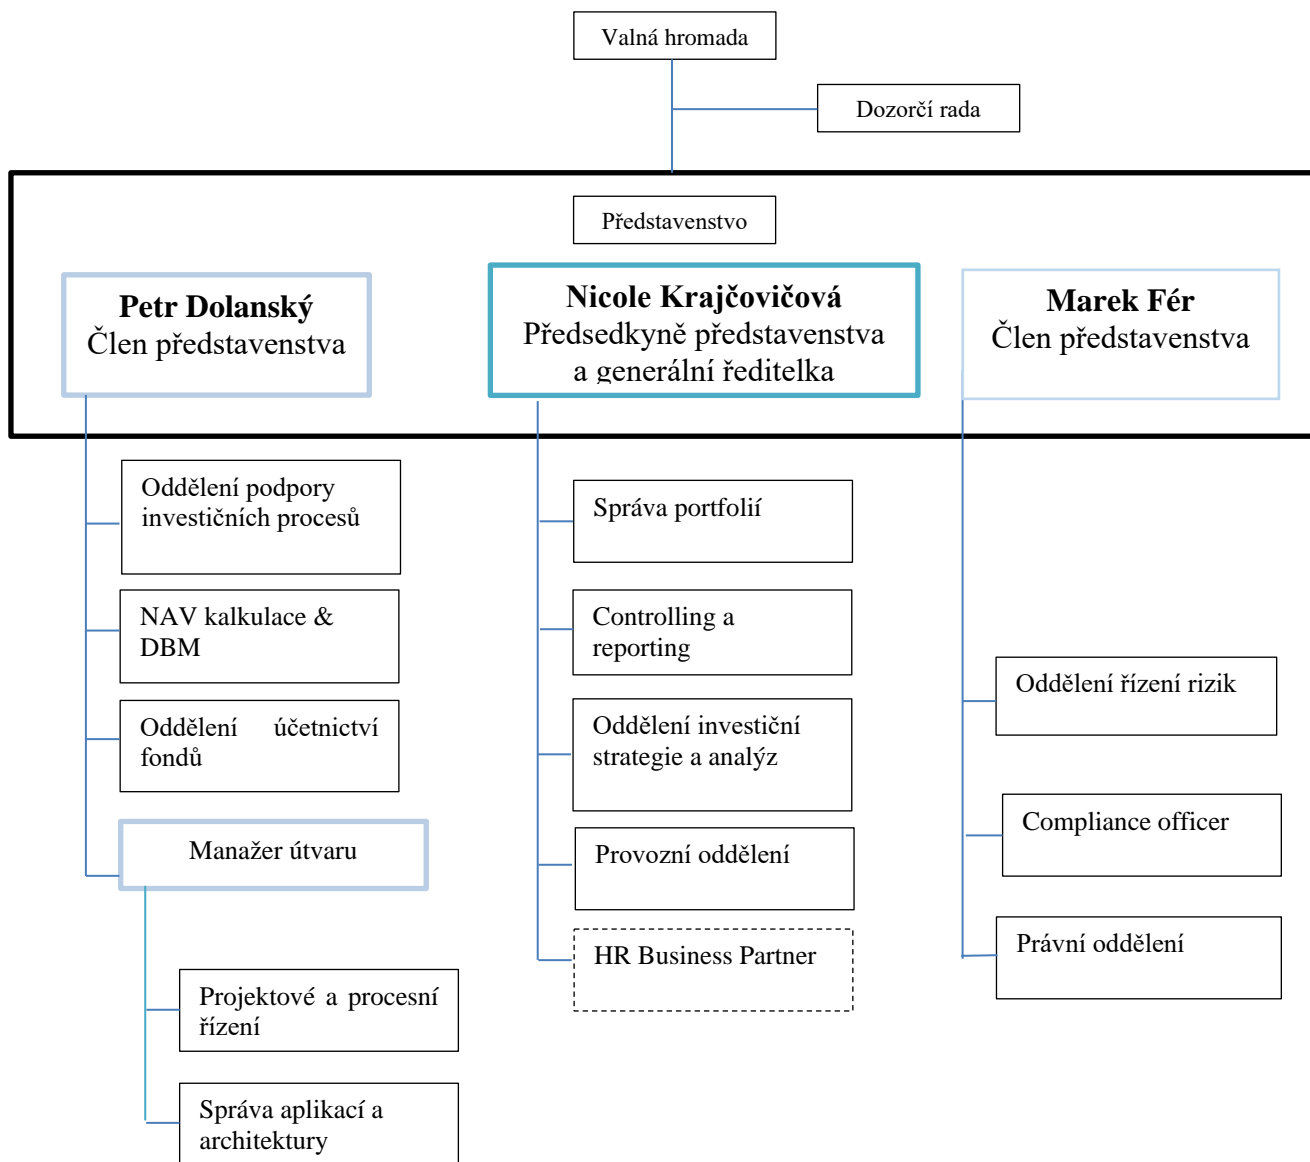 Valná hromada
Dozorčí rada
Představenstvo
Petr Dolanský
Člen představenstva
Nicole Krajčovičová
Předsedkyně představenstva
a generální ředitelka
Marek Fér
Člen představenstva
Oddělení podpory
investičních procesů
NAV kalkulace &
DBM
Oddělení účetnictví
fondů
Manažer útvaru
Projektové a procesní
řízení
Správa aplikací a
architektury
Správa portfolií
Controlling a
reporting
Oddělení investiční
strategie a analýz
Provozní oddělení
HR Business Partner
Oddělení řízení rizik
Compliance officer
Právní oddělení